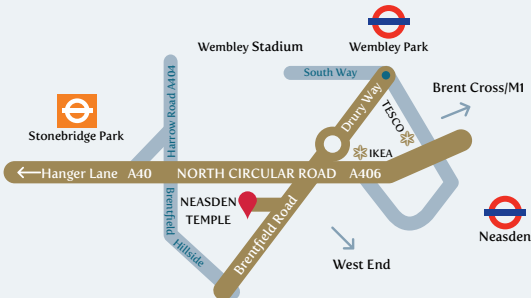 Wembley Stadium
Wembley Park
South Way
Brent Cross/M1
Harrow Road A404
Drury Way
TESCO
Stonebridge Park
IKEA
Hanger Lane A40
NORTH CIRCULAR ROAD A406
Brentfield
NEASDEN
TEMPLE
Brentfield Road
Neasden
Hillside
West End